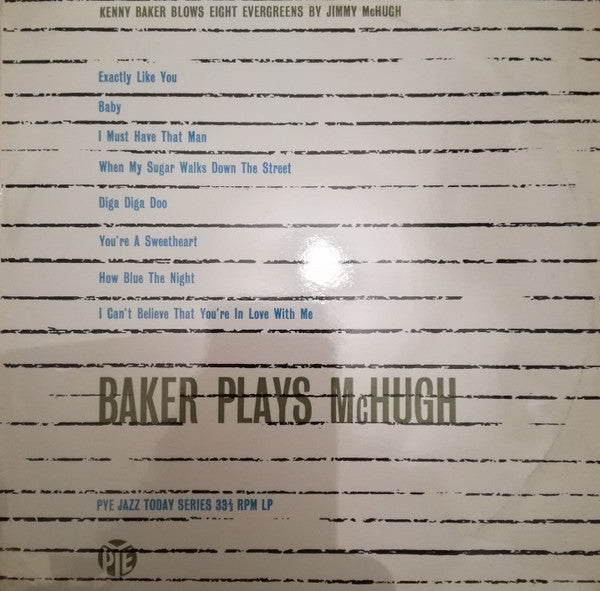 KENNY BAKER BLOWS EIGHT EVERGREENS BY JIMMY McHUGH
Exactly Like You
Baby
I Must Have That Man
When My Sugar Walks Down The Street
Diga Diga Doo
You're A Sweetheart
How Blue The Night
I Can't Believe That You're In Love With Me
BAKER PLAYS McHUGH
PYE JAZZ TODAY SERIES 33⅓ RPM LP
PYE